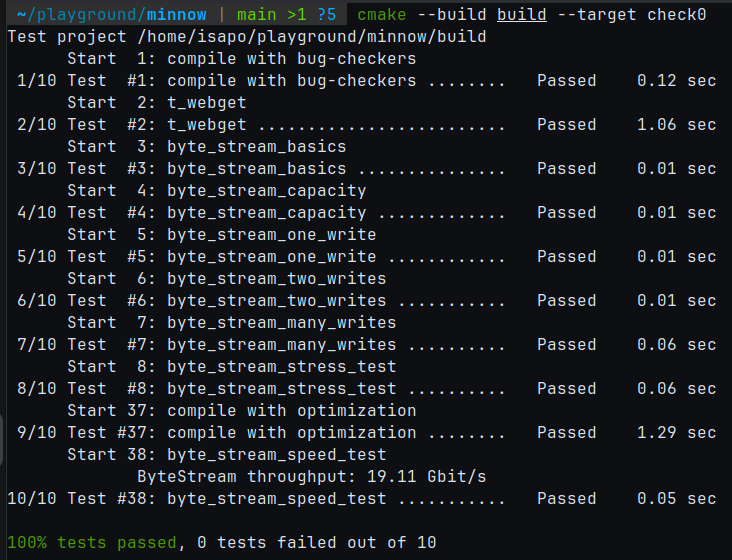 ~/playground/minnow | main >1 ?5 cmake --build build --target check0
Test project /home/isapo/playground/minnow/build
      Start  1: compile with bug-checkers
 1/10 Test  #1: compile with bug-checkers ........   Passed    0.12 sec
      Start  2: t_webget
 2/10 Test  #2: t_webget .........................   Passed    1.06 sec
      Start  3: byte_stream_basics
 3/10 Test  #3: byte_stream_basics ...............   Passed    0.01 sec
      Start  4: byte_stream_capacity
 4/10 Test  #4: byte_stream_capacity .............   Passed    0.01 sec
      Start  5: byte_stream_one_write
 5/10 Test  #5: byte_stream_one_write ............   Passed    0.01 sec
      Start  6: byte_stream_two_writes
 6/10 Test  #6: byte_stream_two_writes ...........   Passed    0.01 sec
      Start  7: byte_stream_many_writes
 7/10 Test  #7: byte_stream_many_writes ..........   Passed    0.06 sec
      Start  8: byte_stream_stress_test
 8/10 Test  #8: byte_stream_stress_test ..........   Passed    0.06 sec
      Start 37: compile with optimization
 9/10 Test #37: compile with optimization ........   Passed    1.29 sec
      Start 38: byte_stream_speed_test
             ByteStream throughput: 19.11 Gbit/s
10/10 Test #38: byte_stream_speed_test ...........   Passed    0.05 sec
100% tests passed, 0 tests failed out of 10